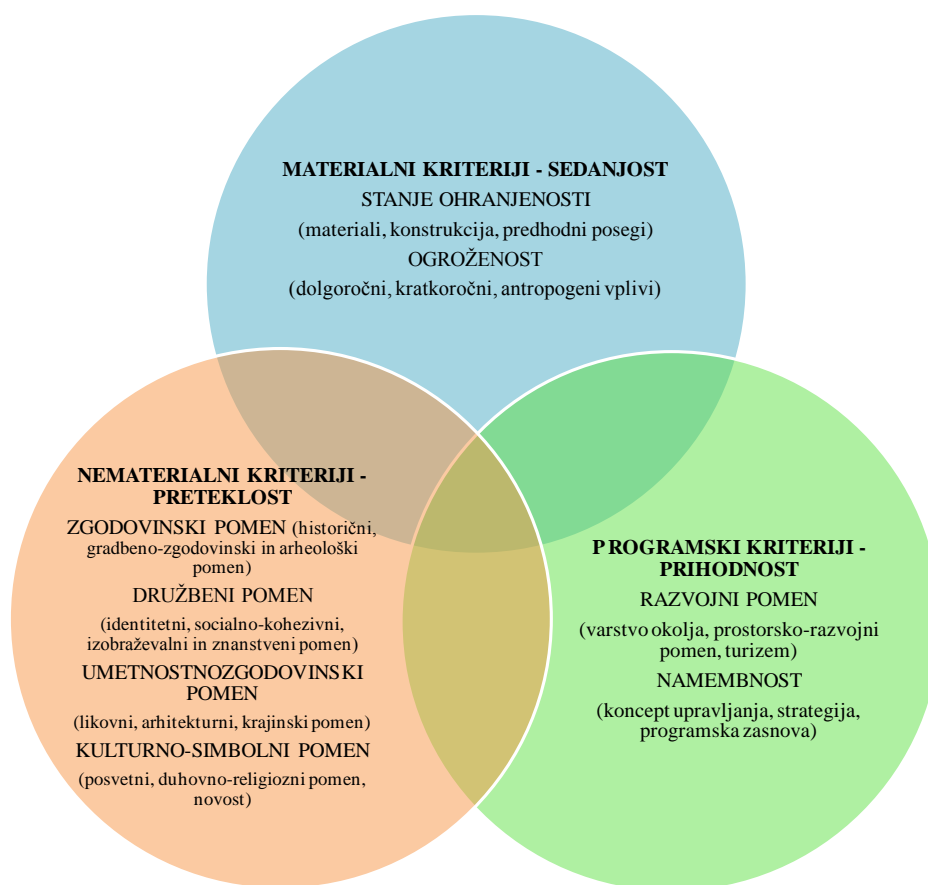 MATERIALNI KRITERIJI - SEDANJOST
STANJE OHRANJENOSTI
(materiali, konstrukcija, predhodni posegi)
OGROŽENOST
(dolgoročni, kratkoročni, antropogeni vplivi)
NEMATERIALNI KRITERIJI -
PRETEKLOST
ZGODOVINSKI POMEN (historični,
gradbeno-zgodovinski in arheološki
pomen)
DRUŽBENI POMEN
(identitetni, socialno-kohezivni,
izobraževalni in znanstveni pomen)
UMETNOSTNOZGODOVINSKI
POMEN
(likovni, arhitekturni, krajinski pomen)
KULTURNO-SIMBOLNI POMEN
(posvetni, duhovno-religiozni pomen,
novost)
PROGRAMSKI KRITERIJI -
PRIHODNOST
RAZVOJNI POMEN
(varstvo okolja, prostorsko-razvojni
pomen, turizem)
NAMEMBNOST
(koncept upravljanja, strategija,
programska zasnova)